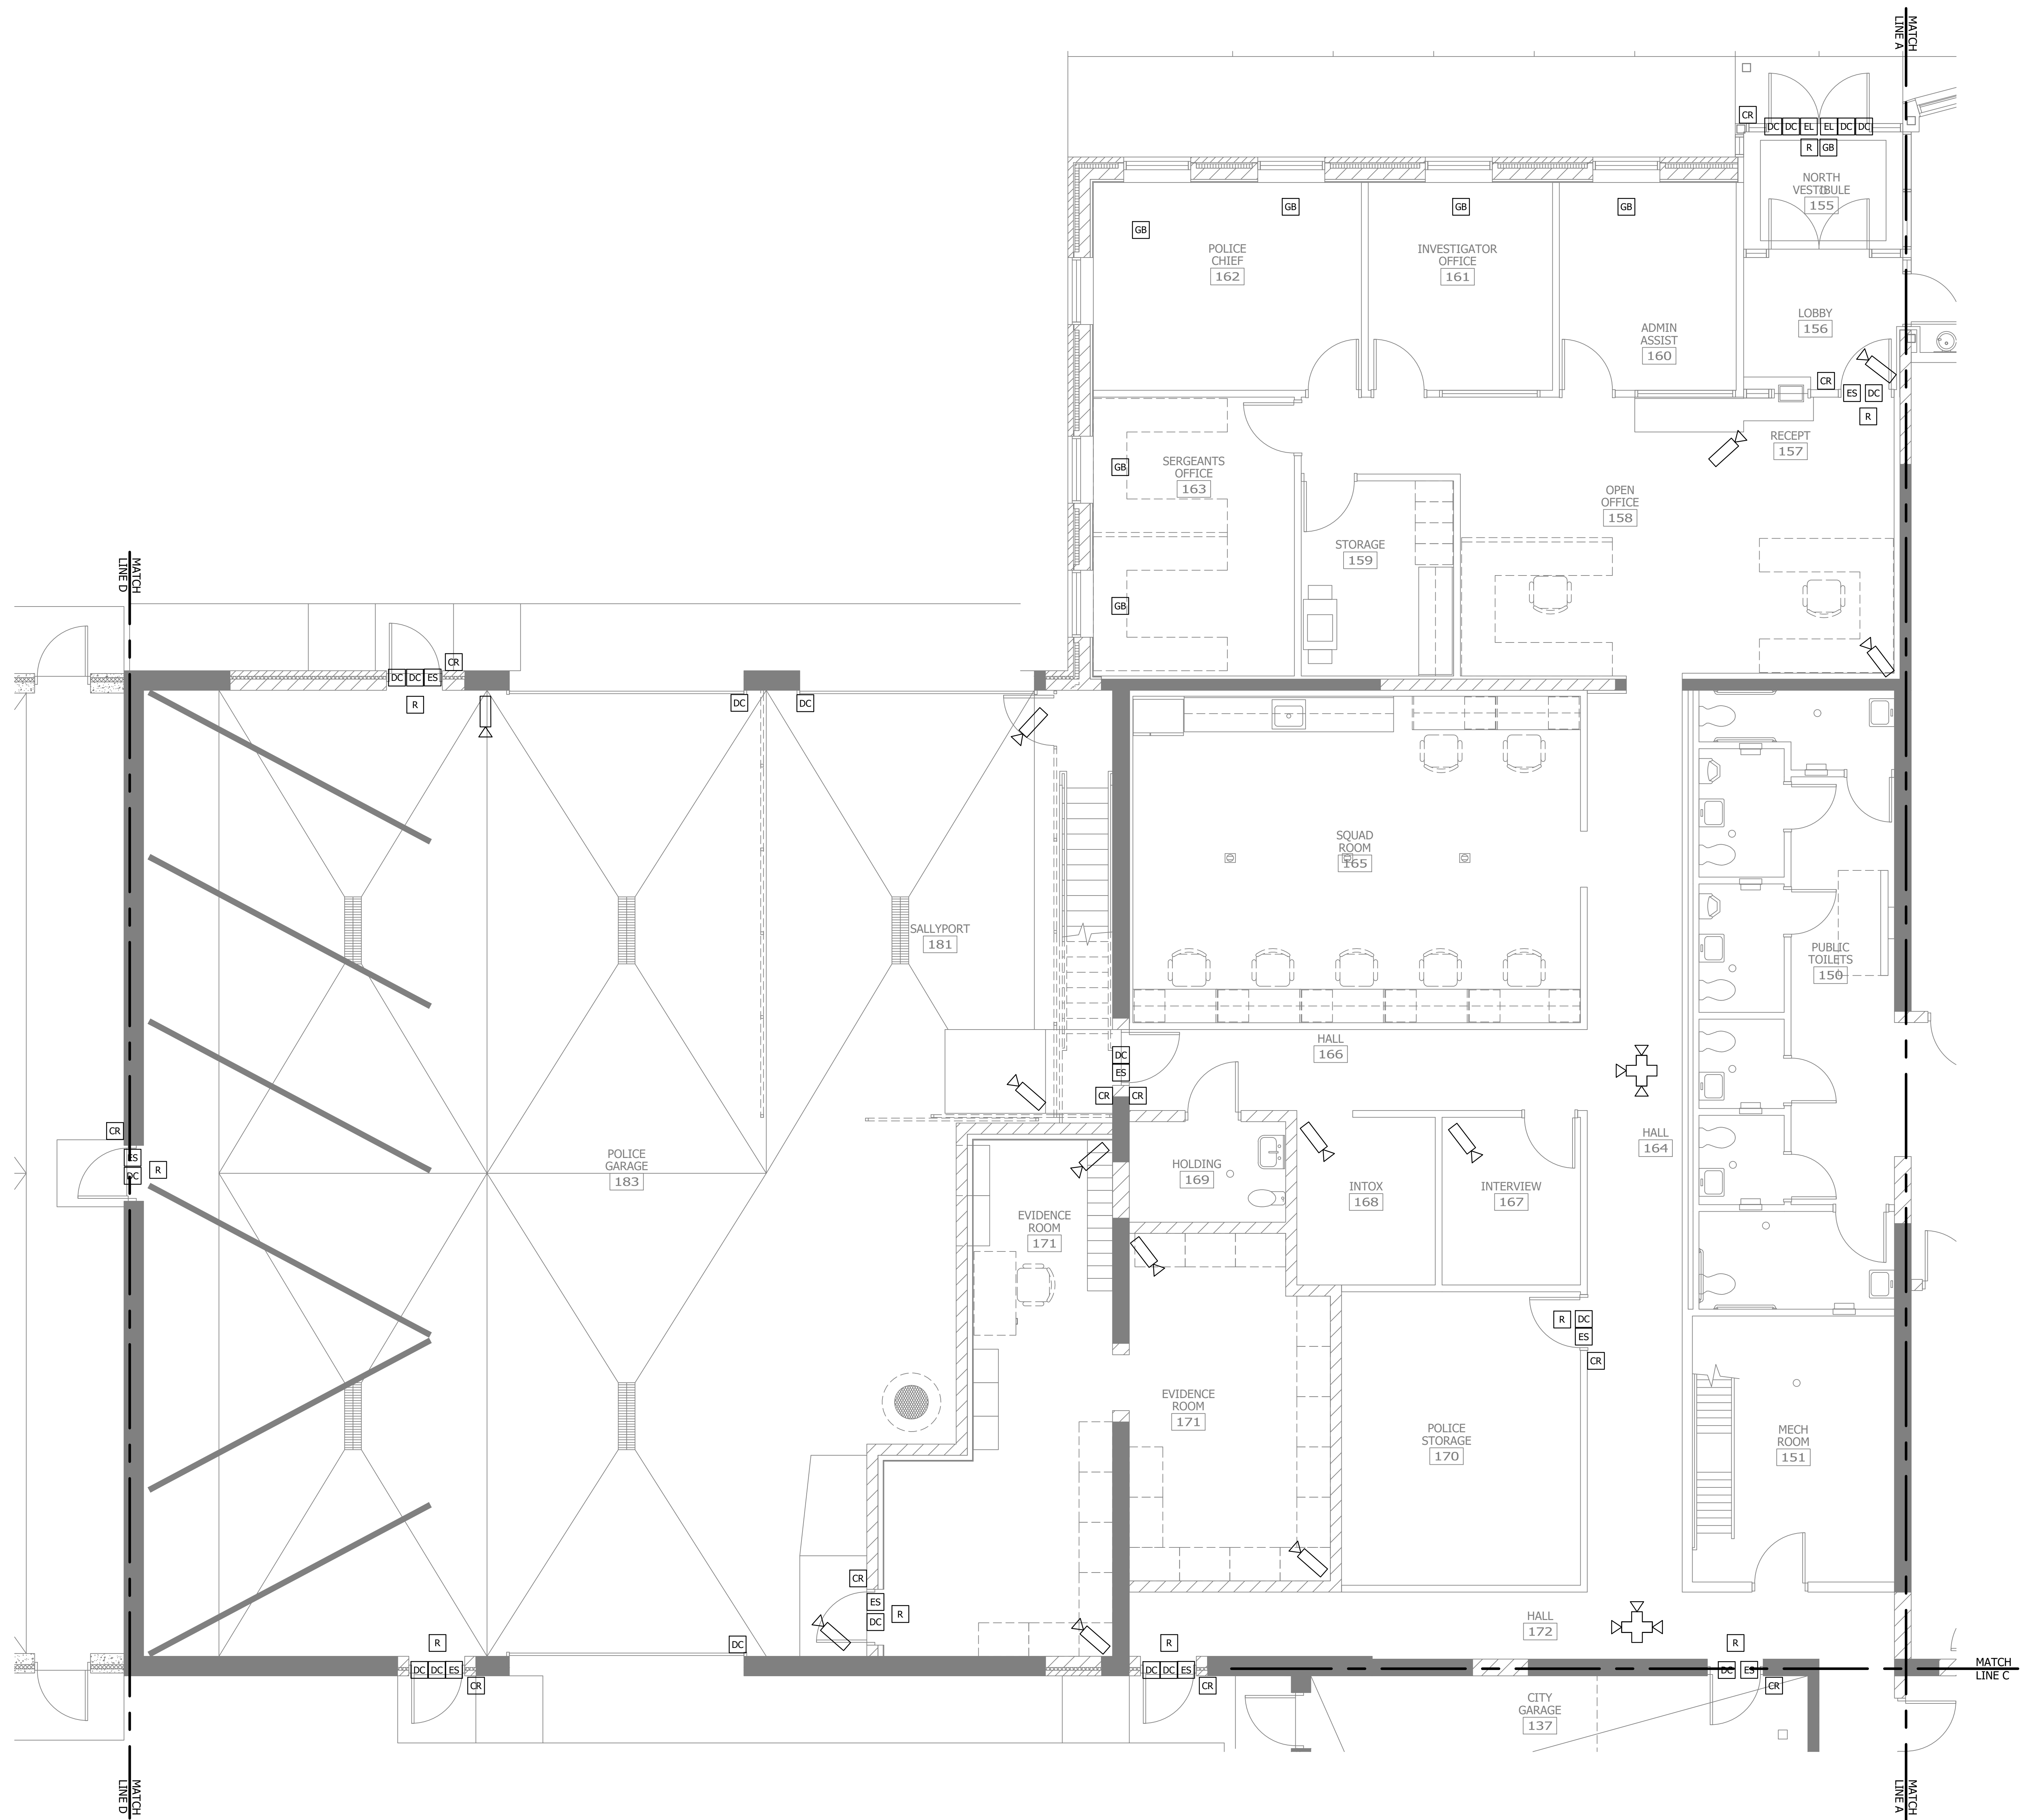 MATCH
LINE A
CR
DC DC EL EL DC DC
R GB
NORTH
VESTIBULE
155
GB GB GB
GB
POLICE
CHIEF
162
INVESTIGATOR
OFFICE
161
ADMIN
ASSIST
160
LOBBY
156
CR
ES DC
R
RECEPT
157
GB
SERGEANTS
OFFICE
163
OPEN
OFFICE
158
STORAGE
159
GB
MATCH
LINE D
CR
DC DC ES
R
DC DC
SQUAD
ROOM
165
SALLYPORT
181
PUBLIC
TOILETS
150
HALL
166
DC
ES
CR CR
CR
ES
DC
R
POLICE
GARAGE
183
HALL
164
HOLDING
169
INTOX
168
INTERVIEW
167
EVIDENCE
ROOM
171
R DC
ES
CR
EVIDENCE
ROOM
171
POLICE
STORAGE
170
MECH
ROOM
151
CR
ES
DC
R
HALL
172
R
DC DC ES
CR
DC
R
DC DC ES
CR
R
DC ES
CR
MATCH
LINE C
CITY
GARAGE
137
MATCH
LINE D
MATCH
LINE A